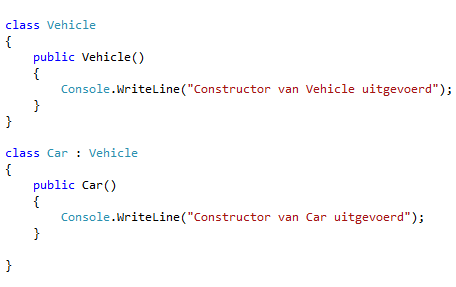 class Vehicle
{
    public Vehicle()
    {
        Console.WriteLine("Constructor van Vehicle uitgevoerd");
    }
}
class Car : Vehicle
{
    public Car()
    {
        Console.WriteLine("Constructor van Car uitgevoerd");
    }
}